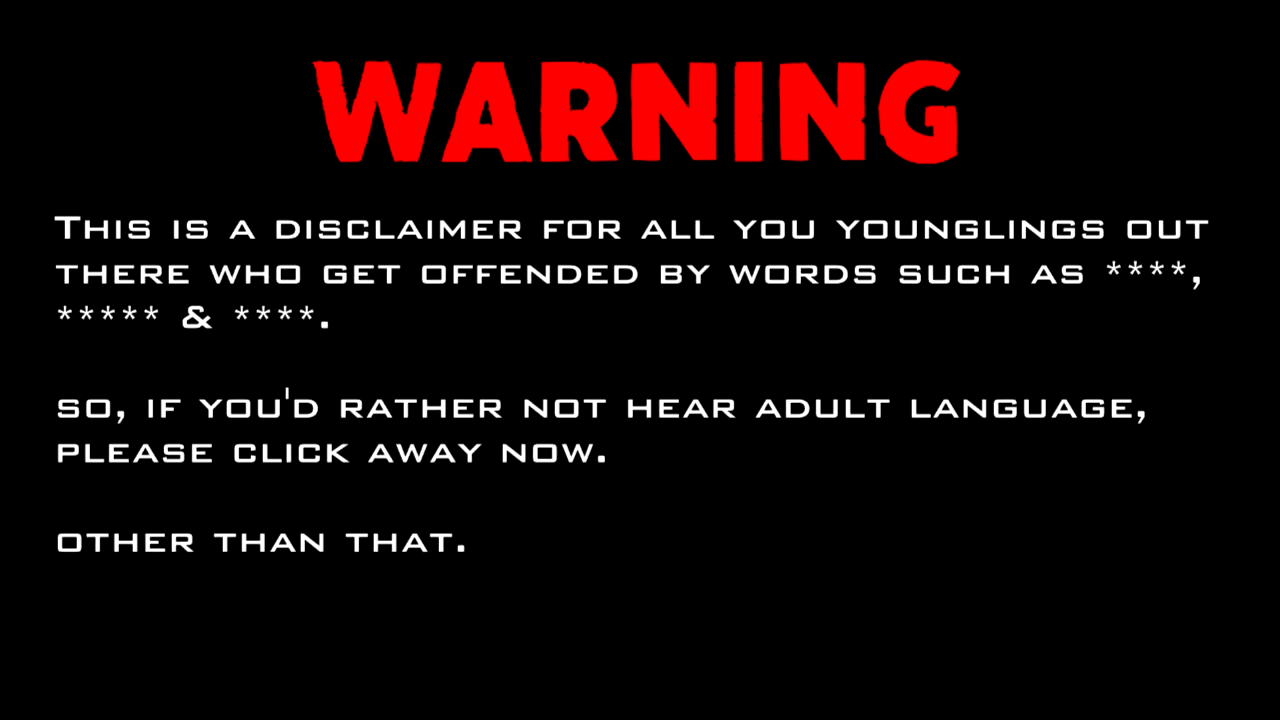 WARNING
THIS IS A DISCLAIMER FOR ALL YOU YOUNGLINGS OUT
THERE WHO GET OFFENDED BY WORDS SUCH AS ****,
***** & ****.
SO, IF YOU'D RATHER NOT HEAR ADULT LANGUAGE,
PLEASE CLICK AWAY NOW.
OTHER THAN THAT.